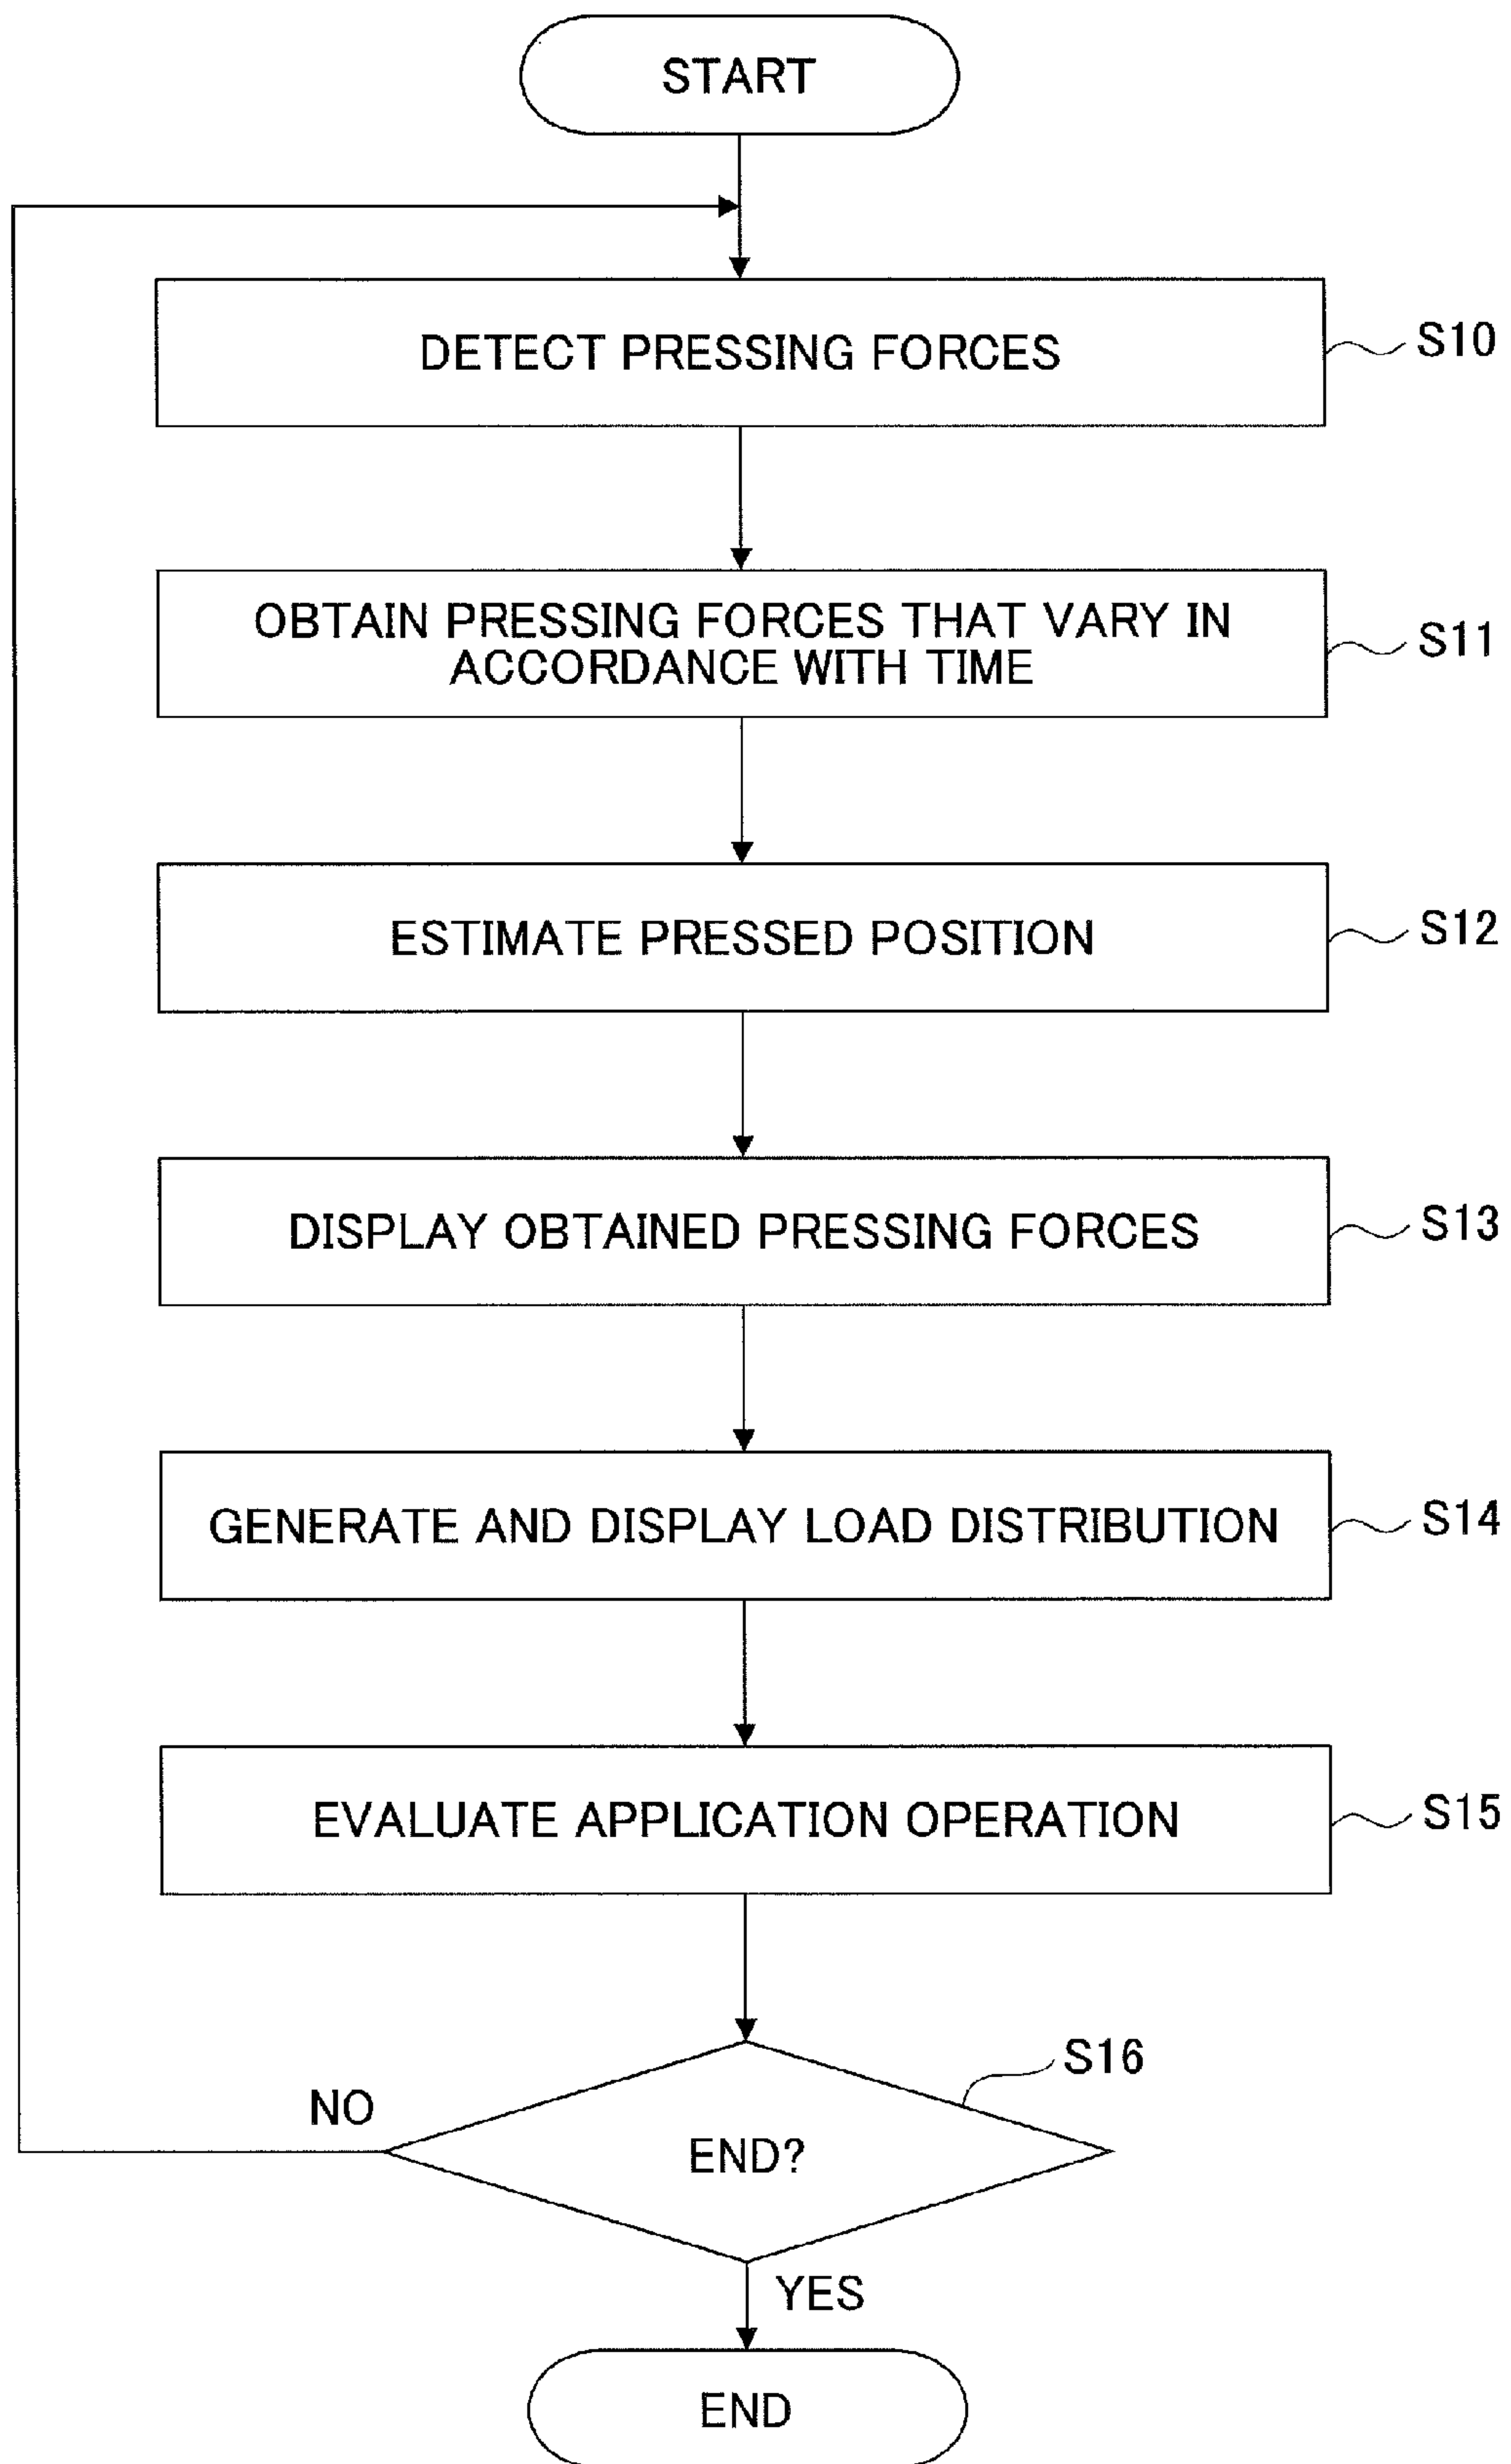 START
DETECT PRESSING FORCES
S10
OBTAIN PRESSING FORCES THAT VARY IN
ACCORDANCE WITH TIME
S11
ESTIMATE PRESSED POSITION
S12
DISPLAY OBTAINED PRESSING FORCES
S13
GENERATE AND DISPLAY LOAD DISTRIBUTION
S14
EVALUATE APPLICATION OPERATION
S15
S16
NO
END?
YES
END